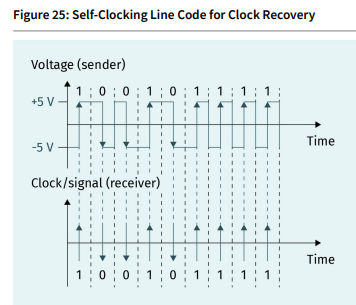 Figure 25: Self-Clocking Line Code for Clock Recovery
Voltage (sender)
1 0 0 1 0 1 1 1 1
+5 V
-5 V
Time
Clock/signal (receiver)
Time
1 0 0 1 0 1 1 1 1